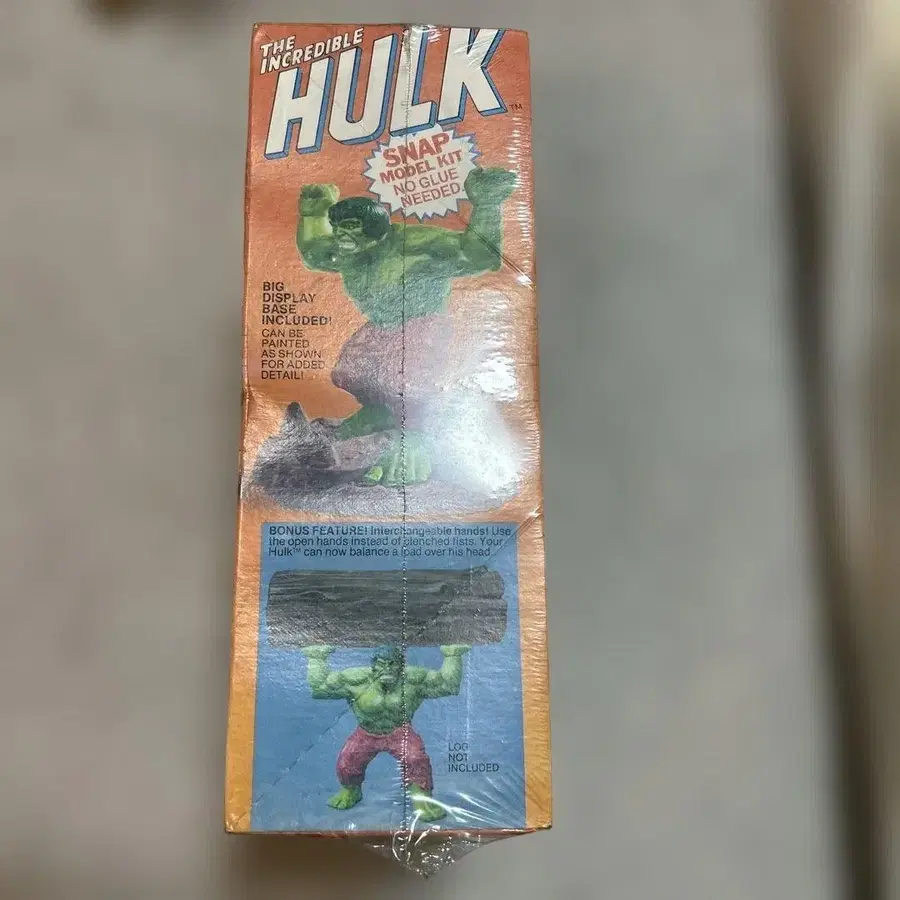 THE
INCREDIBLE
HULK™
SNAP
MODEL KIT
NO GLUE
NEEDED
BIG
DISPLAY
BASE
INCLUDED!
CAN BE
PAINTED
AS SHOWN
FOR ADDED
DETAIL!
BONUS FEATURE! Interchangeable hands! Use
the open hands instead of clenched fists. Your
Hulk™ can now balance a load over his head.
LOG
NOT
INCLUDED